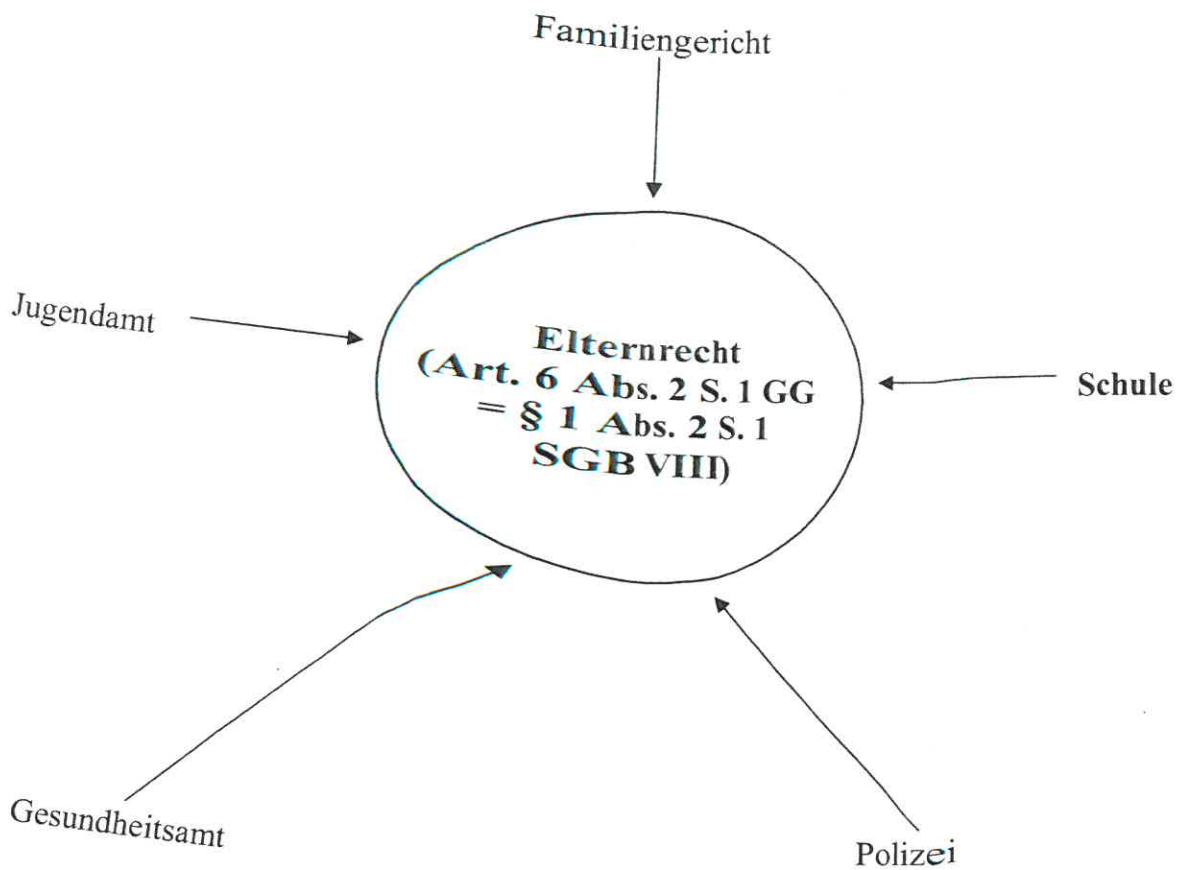 Familiengericht
Jugendamt
Elternrecht
(Art. 6 Abs. 2 S. 1 GG
= § 1 Abs. 2 S. 1
SGB VIII)
Schule
Gesundheitsamt
Polizei